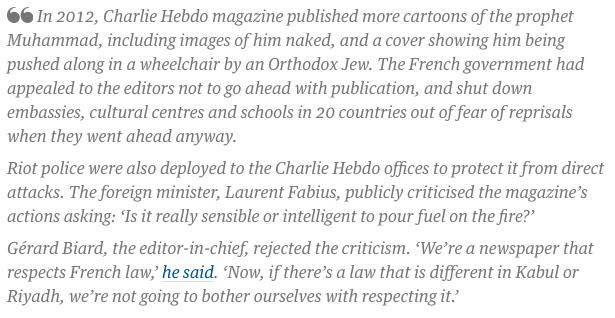 ❝ In 2012, Charlie Hebdo magazine published more cartoons of the prophet
Muhammad, including images of him naked, and a cover showing him being
pushed along in a wheelchair by an Orthodox Jew. The French government had
appealed to the editors not to go ahead with publication, and shut down
embassies, cultural centres and schools in 20 countries out of fear of reprisals
when they went ahead anyway.
Riot police were also deployed to the Charlie Hebdo offices to protect it from direct
attacks. The foreign minister, Laurent Fabius, publicly criticised the magazine’s
actions asking: ‘Is it really sensible or intelligent to pour fuel on the fire?’
Gérard Biard, the editor-in-chief, rejected the criticism. ‘We’re a newspaper that
respects French law,’ he said. ‘Now, if there’s a law that is different in Kabul or
Riyadh, we’re not going to bother ourselves with respecting it.’